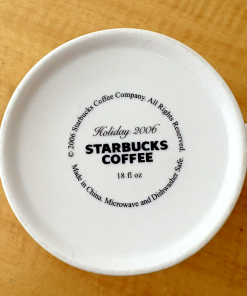 © 2006 Starbucks Coffee Company. All Rights Reserved.
Holiday 2006
STARBUCKS
COFFEE
18 fl oz
Made in China. Microwave and Dishwasher Safe.